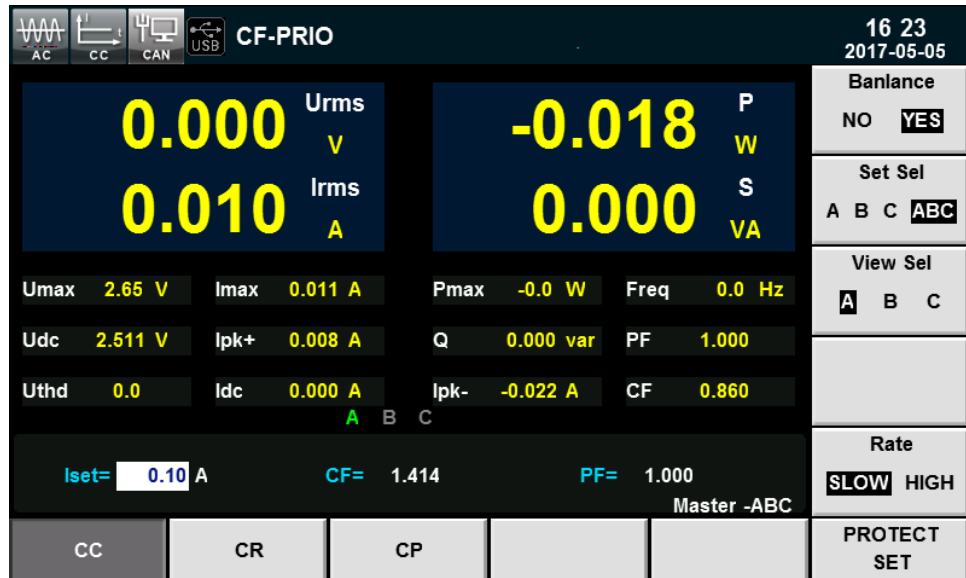 AC CC CAN USB CF-PRIO 16 23
2017-05-05
0.000 Urms V -0.018 P W
0.010 Irms A 0.000 S VA
Umax 2.65 V Imax 0.011 A Pmax -0.0 W Freq 0.0 Hz
Udc 2.511 V Ipk+ 0.008 A Q 0.000 var PF 1.000
Uthd 0.0 Idc 0.000 A Ipk- -0.022 A CF 0.860
A B C
Iset= 0.10 A CF= 1.414 PF= 1.000
Master -ABC
CC CR CP
Banlance
NO YES
Set Sel
A B C ABC
View Sel
A B C
Rate
SLOW HIGH
PROTECT
SET